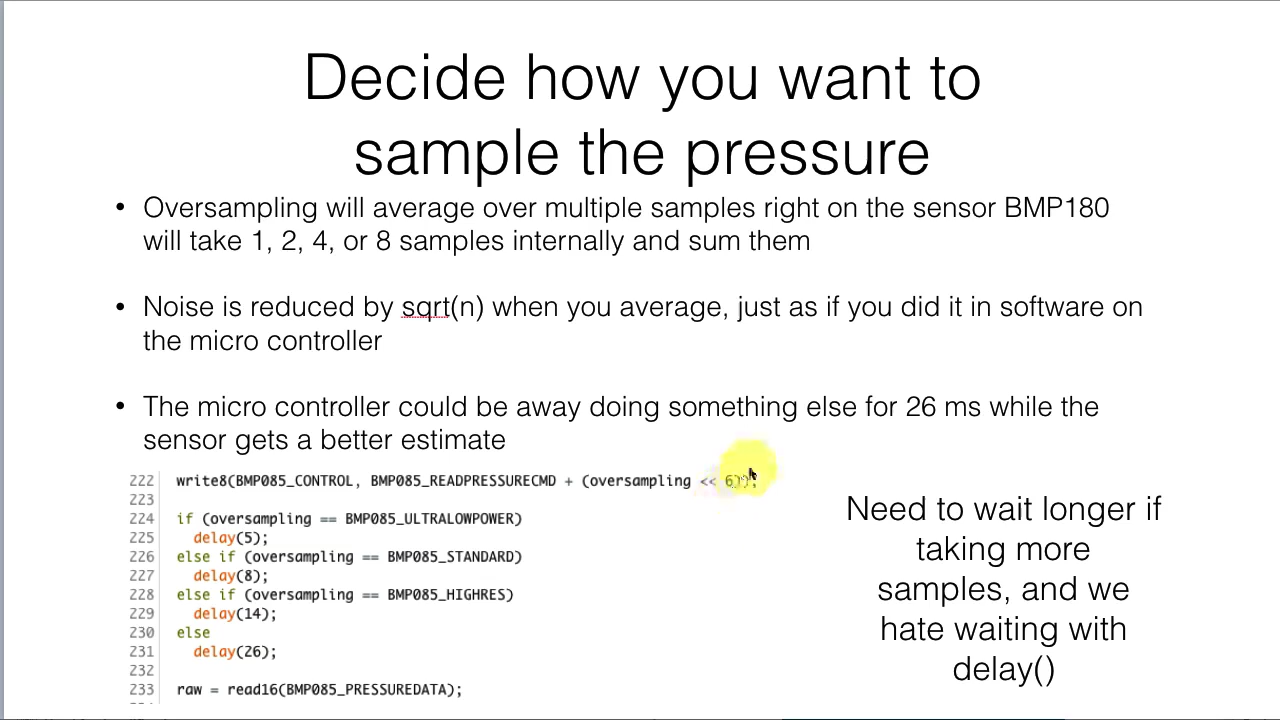 Decide how you want to
sample the pressure
• Oversampling will average over multiple samples right on the sensor BMP180
will take 1, 2, 4, or 8 samples internally and sum them
• Noise is reduced by sqrt(n) when you average, just as if you did it in software on
the micro controller
• The micro controller could be away doing something else for 26 ms while the
sensor gets a better estimate
222 write8(BMP085_CONTROL, BMP085_READPRESSURECMD + (oversampling << 6));
223
224 if (oversampling == BMP085_ULTRALOWPOWER)
225 delay(5);
226 else if (oversampling == BMP085_STANDARD)
227 delay(8);
228 else if (oversampling == BMP085_HIGHRES)
229 delay(14);
230 else
231 delay(26);
232
233 raw = read16(BMP085_PRESSUREDATA);
Need to wait longer if
taking more
samples, and we
hate waiting with
delay()